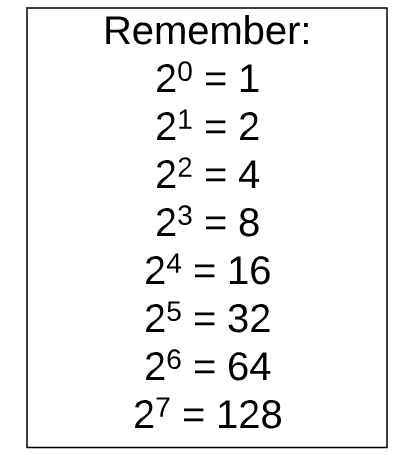 Remember:
2⁰ = 1
2¹ = 2
2² = 4
2³ = 8
2⁴ = 16
2⁵ = 32
2⁶ = 64
2⁷ = 128